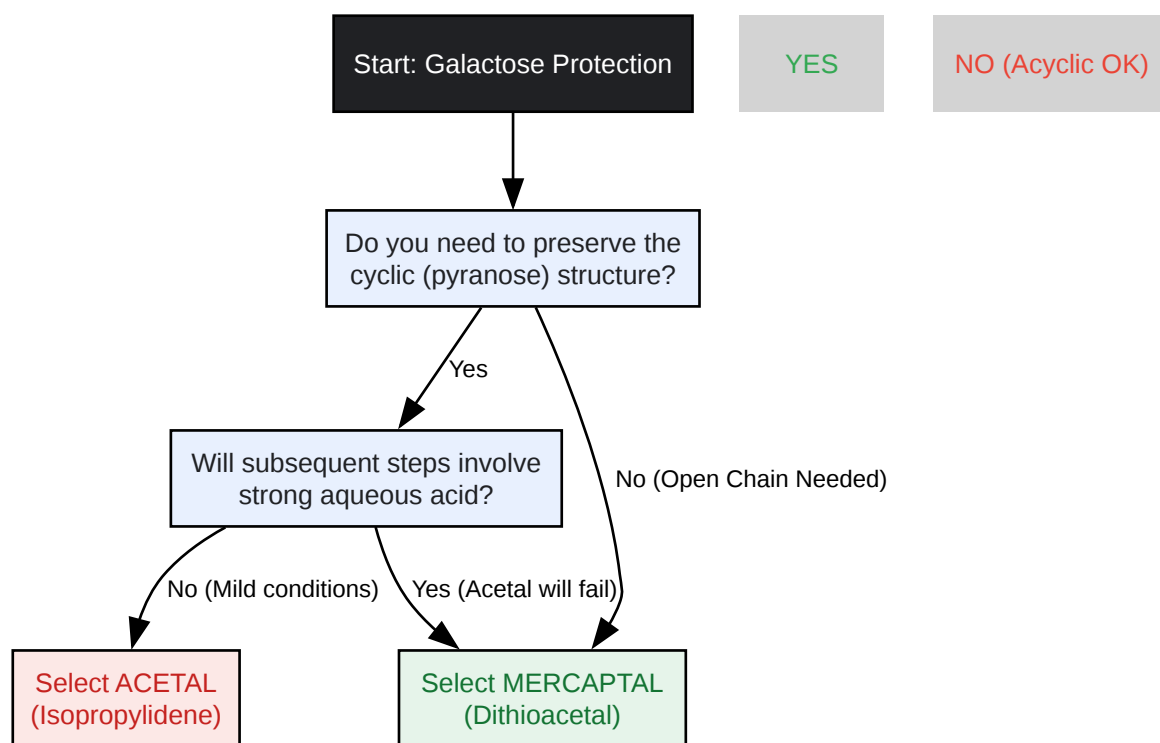 Start: Galactose Protection
YES
NO (Acyclic OK)
Do you need to preserve the
cyclic (pyranose) structure?
Yes
Will subsequent steps involve
strong aqueous acid?
No (Open Chain Needed)
No (Mild conditions)
Yes (Acetal will fail)
Select ACETAL
(Isopropylidene)
Select MERCAPTAL
(Dithioacetal)